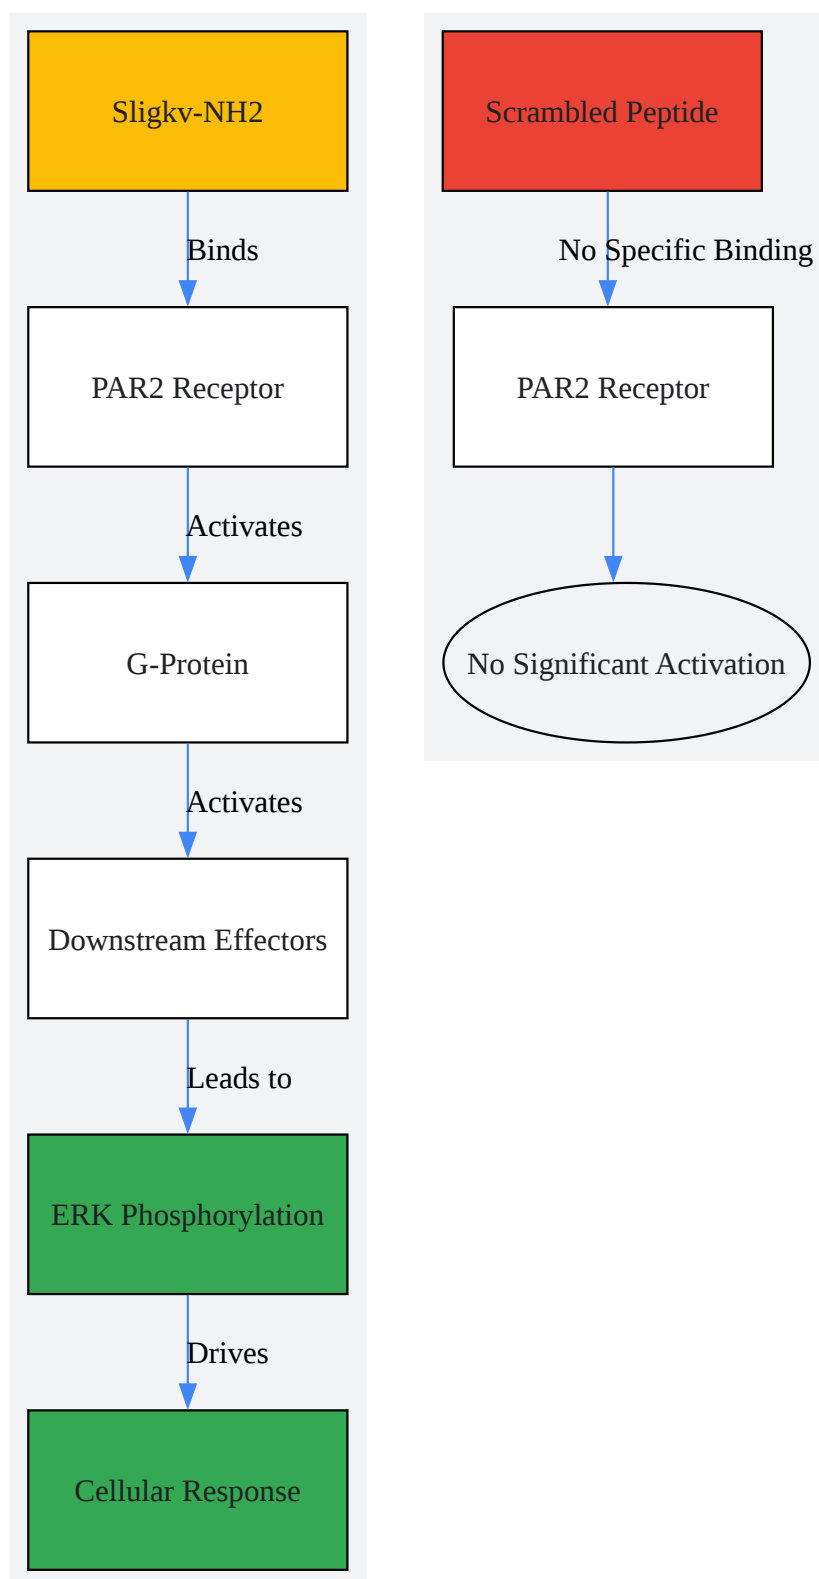 Sligkv-NH2
Binds
PAR2 Receptor
Activates
G-Protein
Activates
Downstream Effectors
Leads to
ERK Phosphorylation
Drives
Cellular Response
Scrambled Peptide
No Specific Binding
PAR2 Receptor
No Significant Activation